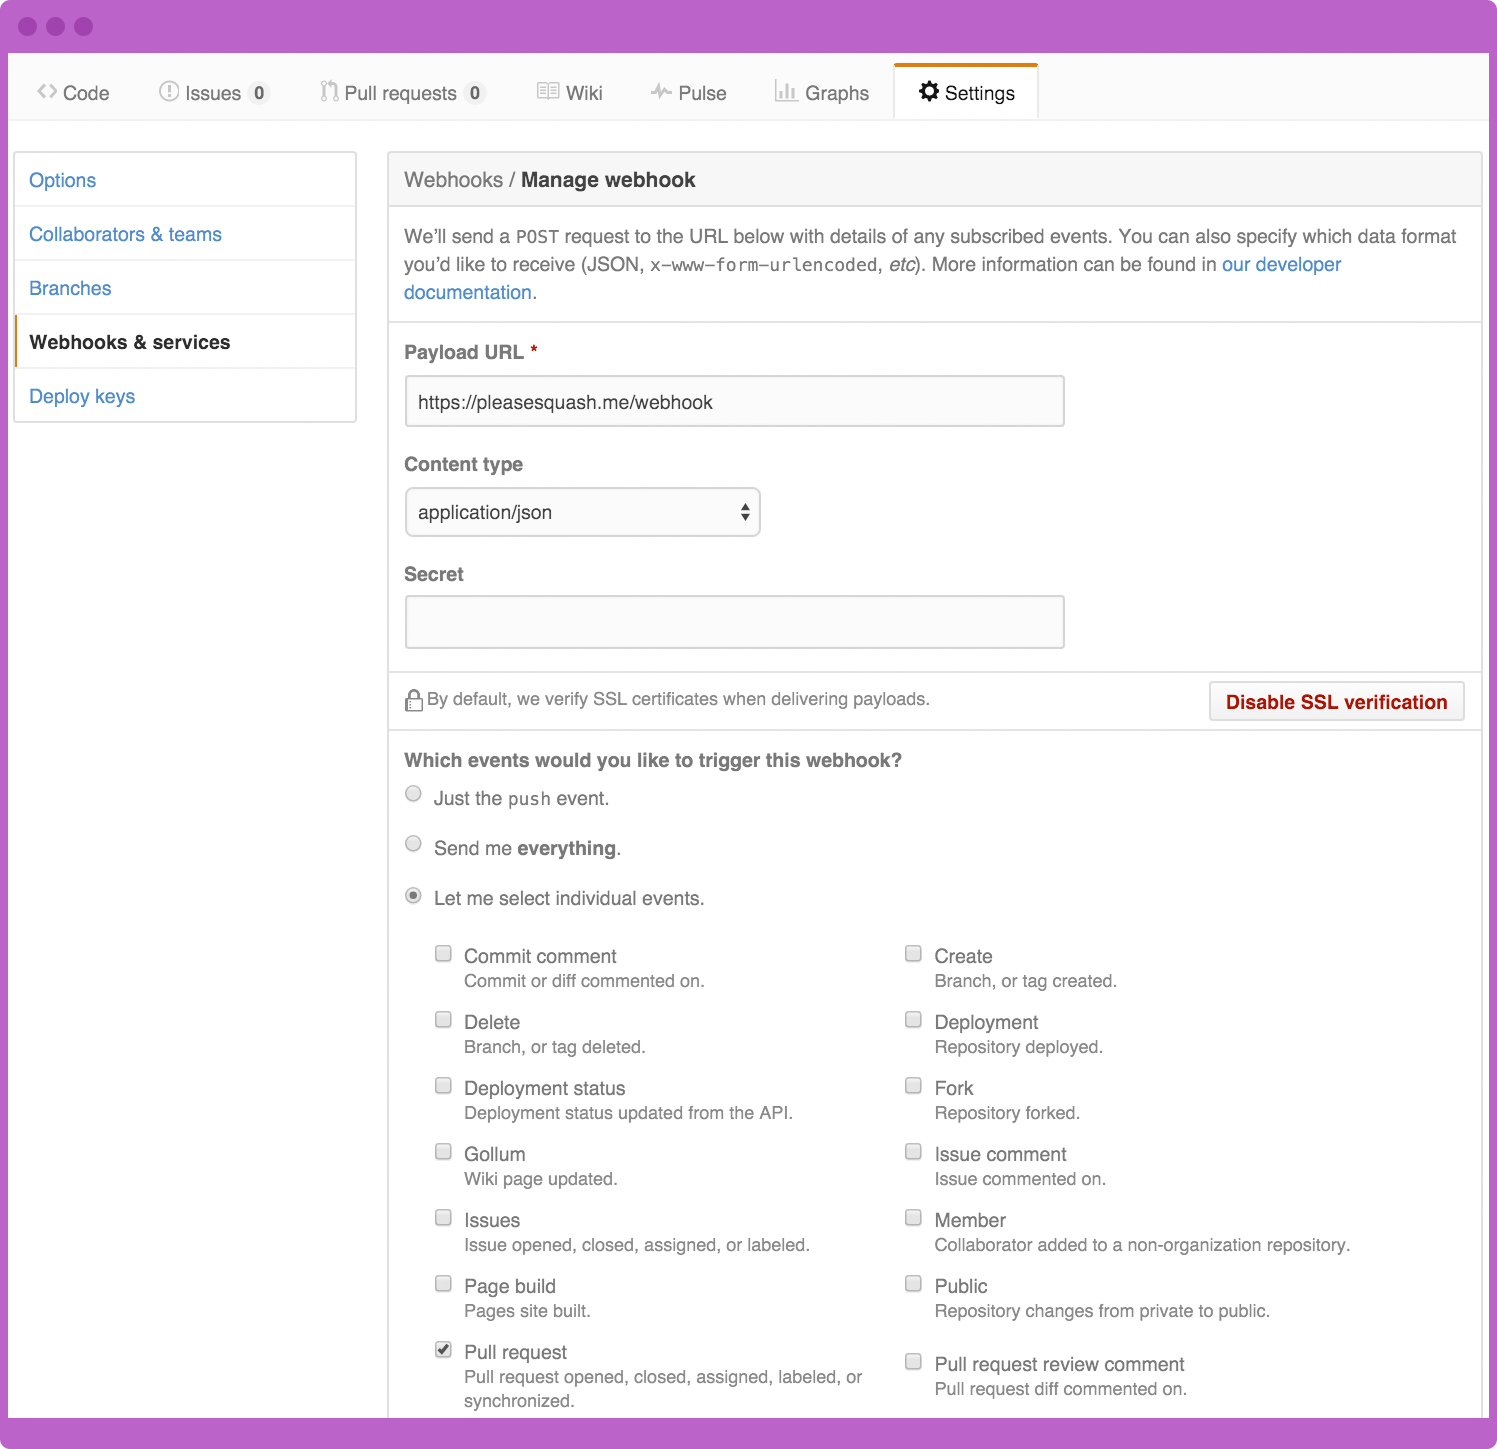 Code Issues 0 Pull requests 0 Wiki Pulse Graphs Settings
Options
Collaborators & teams
Branches
Webhooks & services
Deploy keys
Webhooks / Manage webhook
We'll send a POST request to the URL below with details of any subscribed events. You can also specify which data format
you'd like to receive (JSON, x-www-form-urlencoded, etc). More information can be found in our developer
documentation.
Payload URL *
https://pleasesquash.me/webhook
Content type
application/json
Secret
By default, we verify SSL certificates when delivering payloads.
Disable SSL verification
Which events would you like to trigger this webhook?
Just the push event.
Send me everything.
Let me select individual events.
Commit comment
Commit or diff commented on.
Create
Branch, or tag created.
Delete
Branch, or tag deleted.
Deployment
Repository deployed.
Deployment status
Deployment status updated from the API.
Fork
Repository forked.
Gollum
Wiki page updated.
Issue comment
Issue commented on.
Issues
Issue opened, closed, assigned, or labeled.
Member
Collaborator added to a non-organization repository.
Page build
Pages site built.
Public
Repository changes from private to public.
Pull request
Pull request opened, closed, assigned, labeled, or
synchronized.
Pull request review comment
Pull request diff commented on.